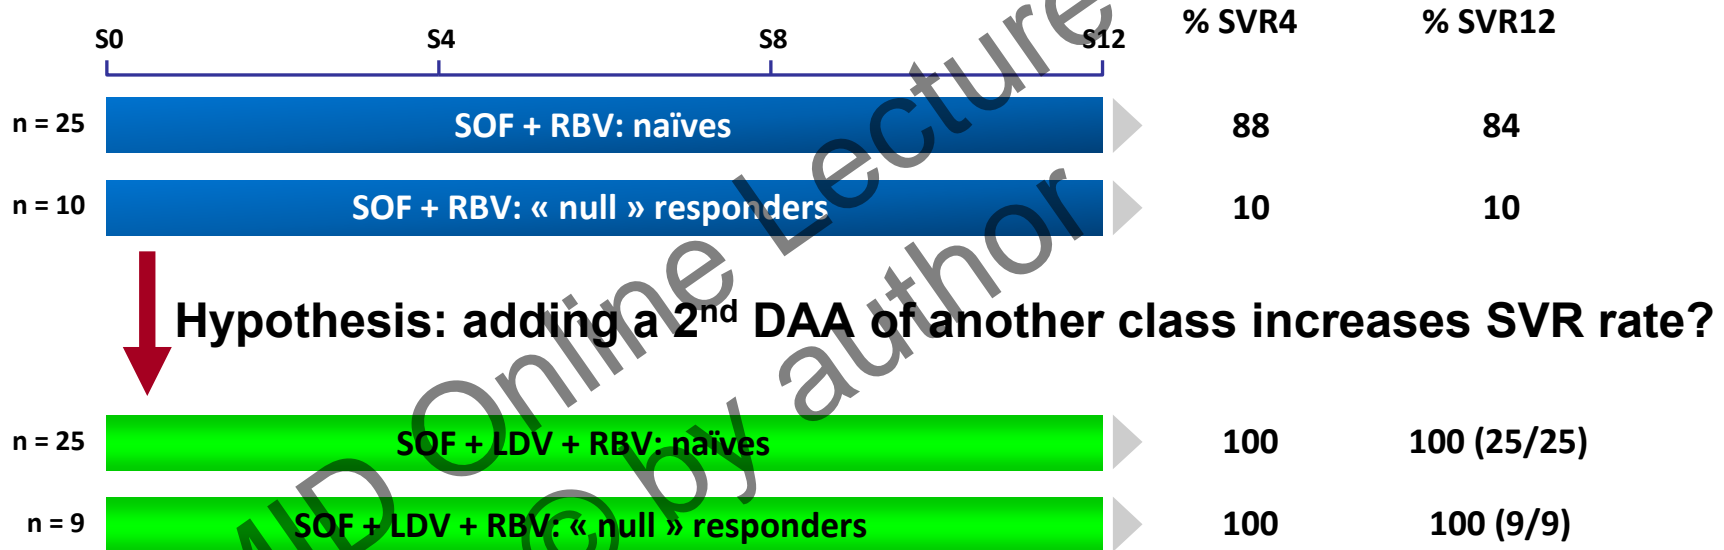 S0 S4 S8 S12 % SVR4 % SVR12
n = 25 SOF + RBV: naïves 88 84
n = 10 SOF + RBV: « null » responders 10 10
Hypothesis: adding a 2nd DAA of another class increases SVR rate?
n = 25 SOF + LDV + RBV: naïves 100 100 (25/25)
n = 9 SOF + LDV + RBV: « null » responders 100 100 (9/9)
MID Online Lecture
© by author